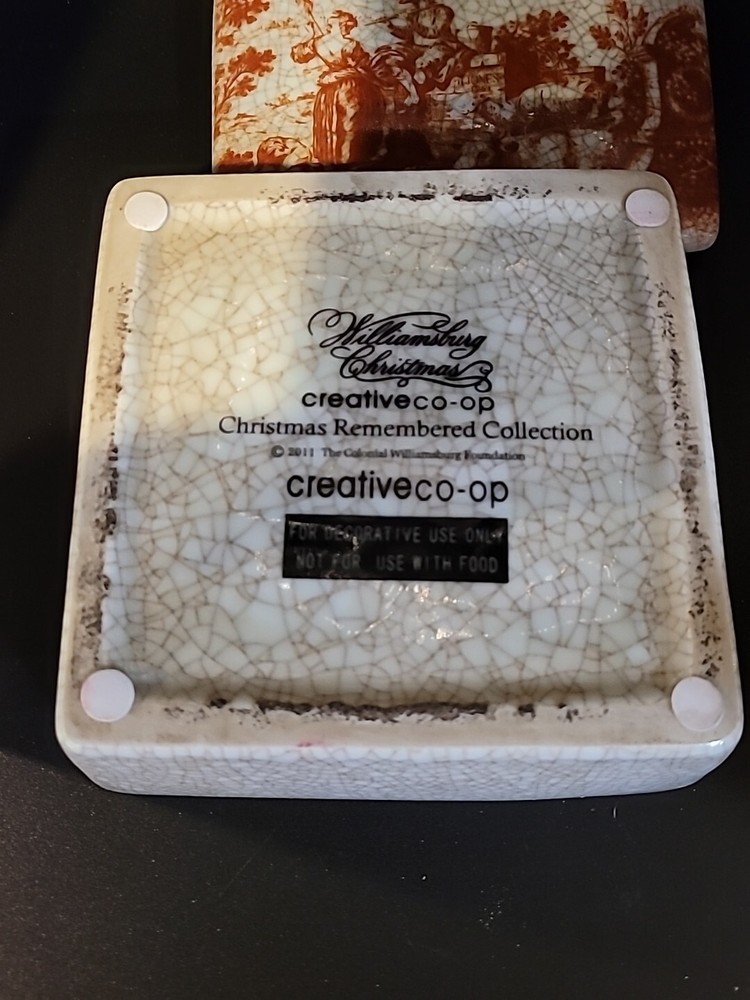 Williamsburg
Christmas
creativeco-op
Christmas Remembered Collection
© 2011 The Colonial Williamsburg Foundation
creativeco-op
FOR DECORATIVE USE ONLY
NOT FOR USE WITH FOOD